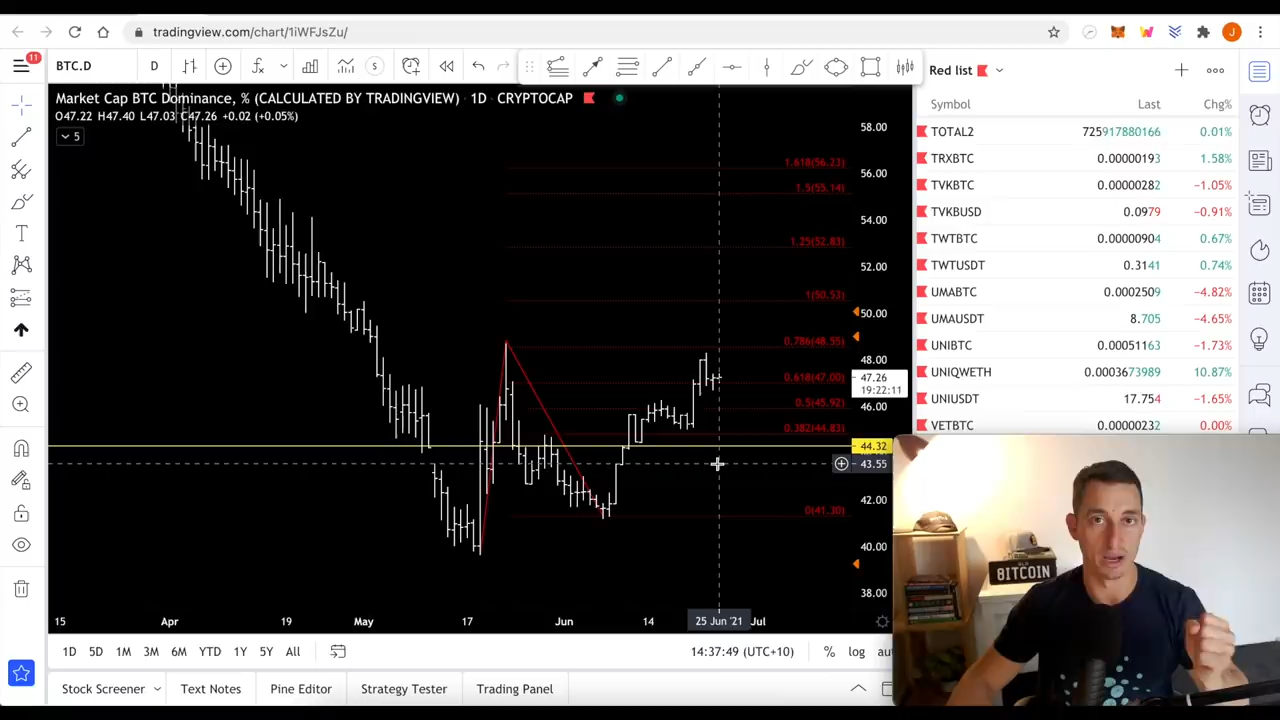 tradingview.com/chart/1iWFJsZu/
J
11
BTC.D
D
S
Red list
Market Cap BTC Dominance, % (CALCULATED BY TRADINGVIEW) · 1D · CRYPTOCAP
O47.22 H47.40 L47.03 C47.26 +0.02 (+0.05%)
5
Symbol Last Chg%
TOTAL2 725917880166 0.01%
TRXBTC 0.00000193 1.58%
TVKBTC 0.00000282 −1.05%
TVKBUSD 0.0979 −0.91%
TWTBTC 0.00000904 0.67%
TWTUSDT 0.3141 0.74%
UMABTC 0.0002509 −4.82%
UMAUSDT 8.705 −4.65%
UNIBTC 0.00051163 −1.73%
UNIQWETH 0.0003673989 10.87%
UNIUSDT 17.754 −1.65%
VETBTC 0.00000232 0.00%
58.00
56.00
54.00
52.00
50.00
48.00
47.26
19:22:11
46.00
44.32
43.55
42.00
40.00
38.00
1.618(56.23)
1.5(55.14)
1.25(52.83)
1(50.53)
0.786(48.55)
0.618(47.00)
0.5(45.92)
0.382(44.83)
0(41.30)
15 Apr 19 May 17 Jun 14 25 Jun '21 Jul
1D 5D 1M 3M 6M YTD 1Y 5Y All
14:37:49 (UTC+10) % log
Stock Screener Text Notes Pine Editor Strategy Tester Trading Panel
BITCOIN